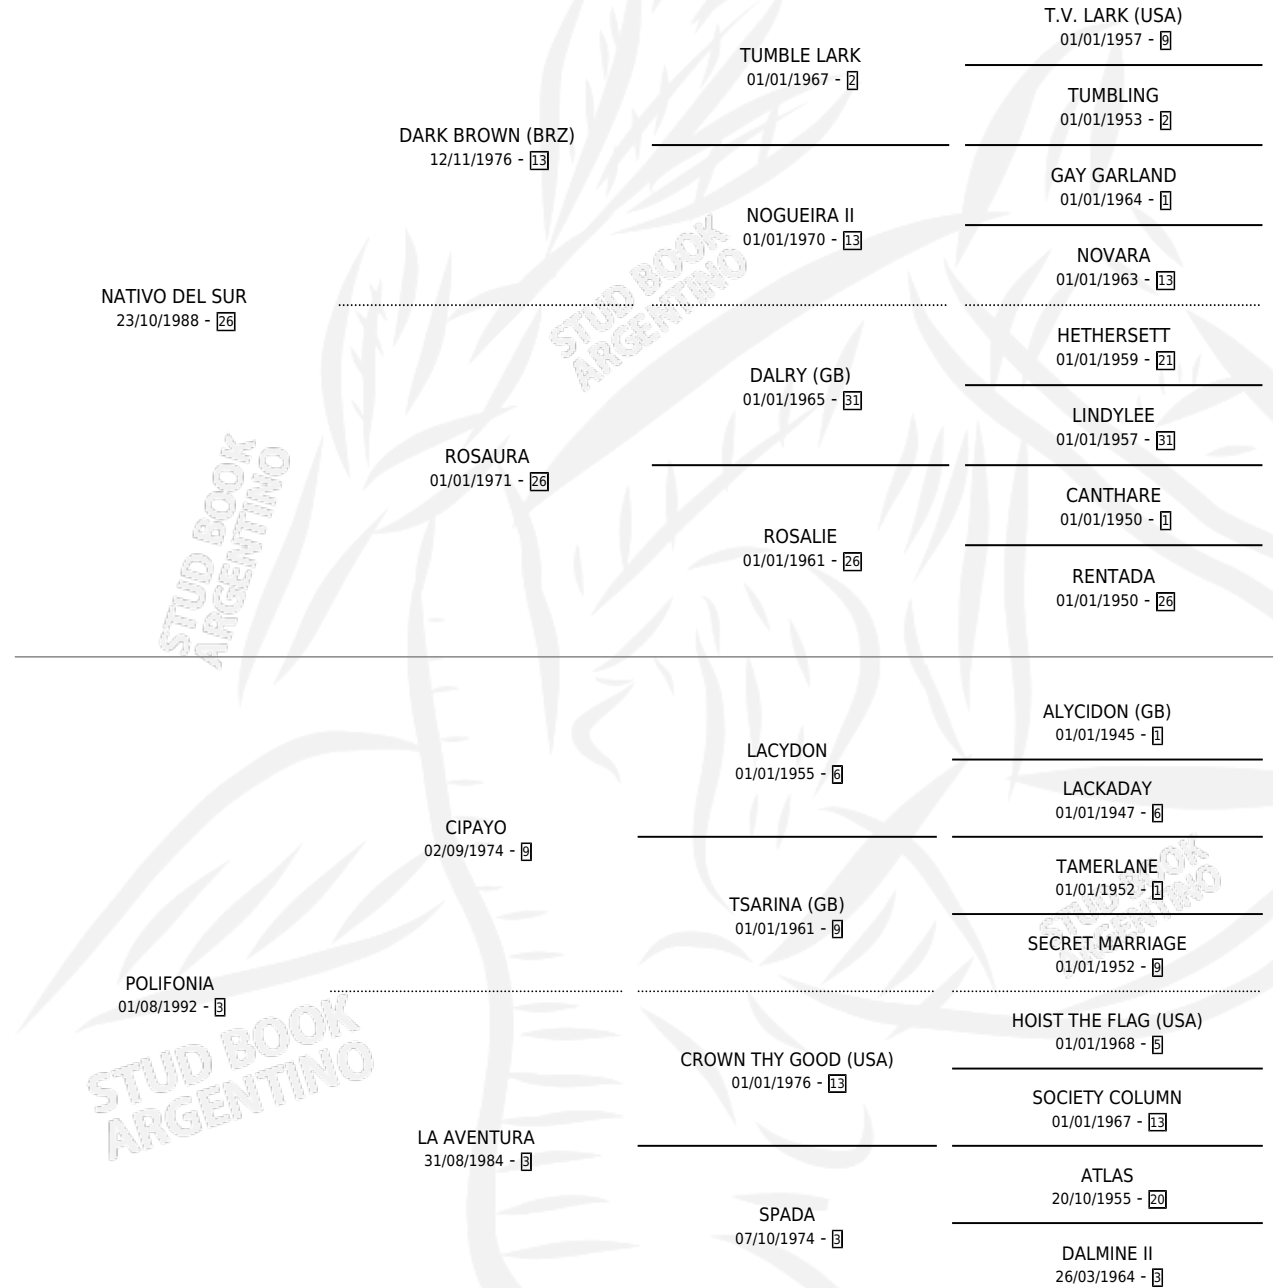 T.V. LARK (USA)
01/01/1957 - 9
TUMBLE LARK
01/01/1967 - 2
TUMBLING
01/01/1953 - 2
DARK BROWN (BRZ)
12/11/1976 - 13
GAY GARLAND
01/01/1964 - 1
NOGUEIRA II
01/01/1970 - 13
NOVARA
01/01/1963 - 13
NATIVO DEL SUR
23/10/1988 - 26
STUD BOOK
ARGENTINO
HETHERSETT
01/01/1959 - 21
DALRY (GB)
01/01/1965 - 31
LINDYLEE
01/01/1957 - 31
ROSAURA
01/01/1971 - 26
CANTHARE
01/01/1950 - 1
ROSALIE
01/01/1961 - 26
RENTADA
01/01/1950 - 26
STUD BOOK
ARGENTINO
ALYCIDON (GB)
01/01/1945 - 1
LACYDON
01/01/1955 - 6
LACKADAY
01/01/1947 - 6
CIPAYO
02/09/1974 - 9
TAMERLANE
01/01/1952 - 1
TSARINA (GB)
01/01/1961 - 9
SECRET MARRIAGE
01/01/1952 - 9
STUD BOOK
ARGENTINO
POLIFONIA
01/08/1992 - 3
HOIST THE FLAG (USA)
01/01/1968 - 5
CROWN THY GOOD (USA)
01/01/1976 - 13
SOCIETY COLUMN
01/01/1967 - 13
STUD BOOK
ARGENTINO
LA AVENTURA
31/08/1984 - 3
ATLAS
20/10/1955 - 20
SPADA
07/10/1974 - 3
DALMINE II
26/03/1964 - 3